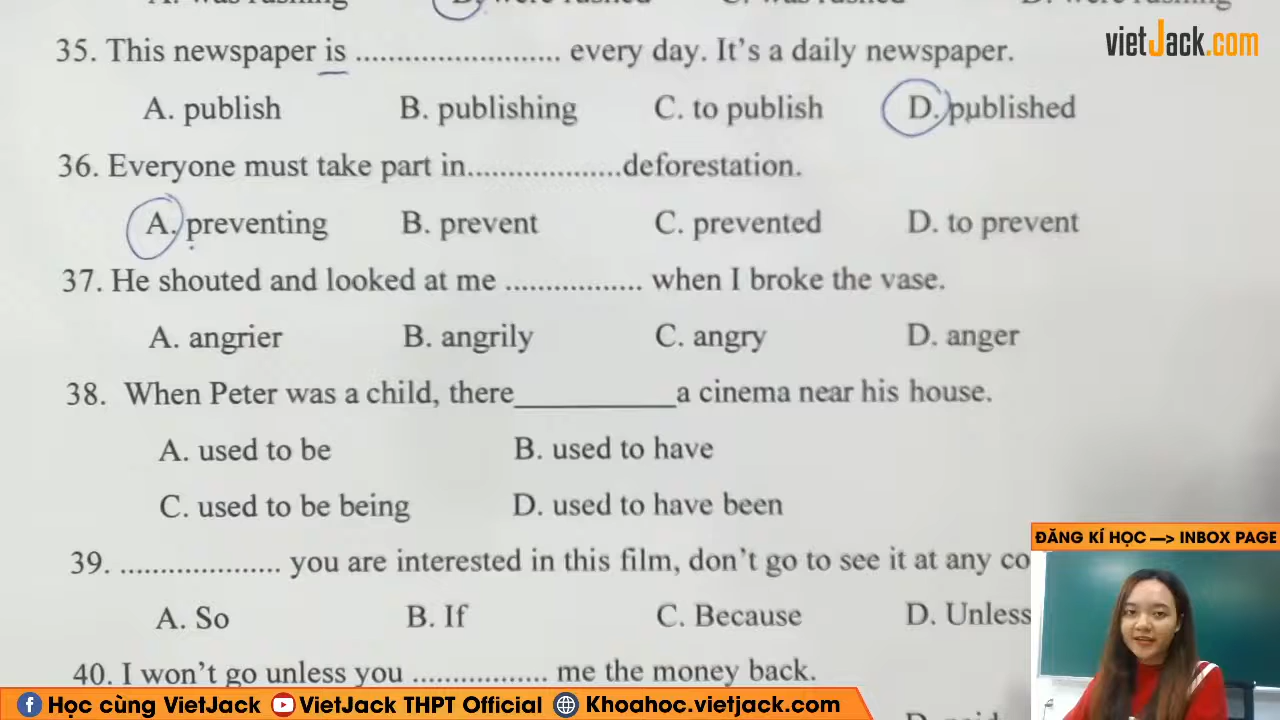 vietJack.com
35. This newspaper is ......................... every day. It's a daily newspaper.
A. publish B. publishing C. to publish D. published
36. Everyone must take part in...................deforestation.
A. preventing B. prevent C. prevented D. to prevent
37. He shouted and looked at me ................. when I broke the vase.
A. angrier B. angrily C. angry D. anger
38. When Peter was a child, there___________a cinema near his house.
A. used to be B. used to have
C. used to be being D. used to have been
39. .................... you are interested in this film, don't go to see it at any co
A. So B. If C. Because D. Unless
40. I won't go unless you ................. me the money back.
ĐĂNG KÍ HỌC —> INBOX PAGE
Học cùng VietJack VietJack THPT Official Khoahoc.vietjack.com